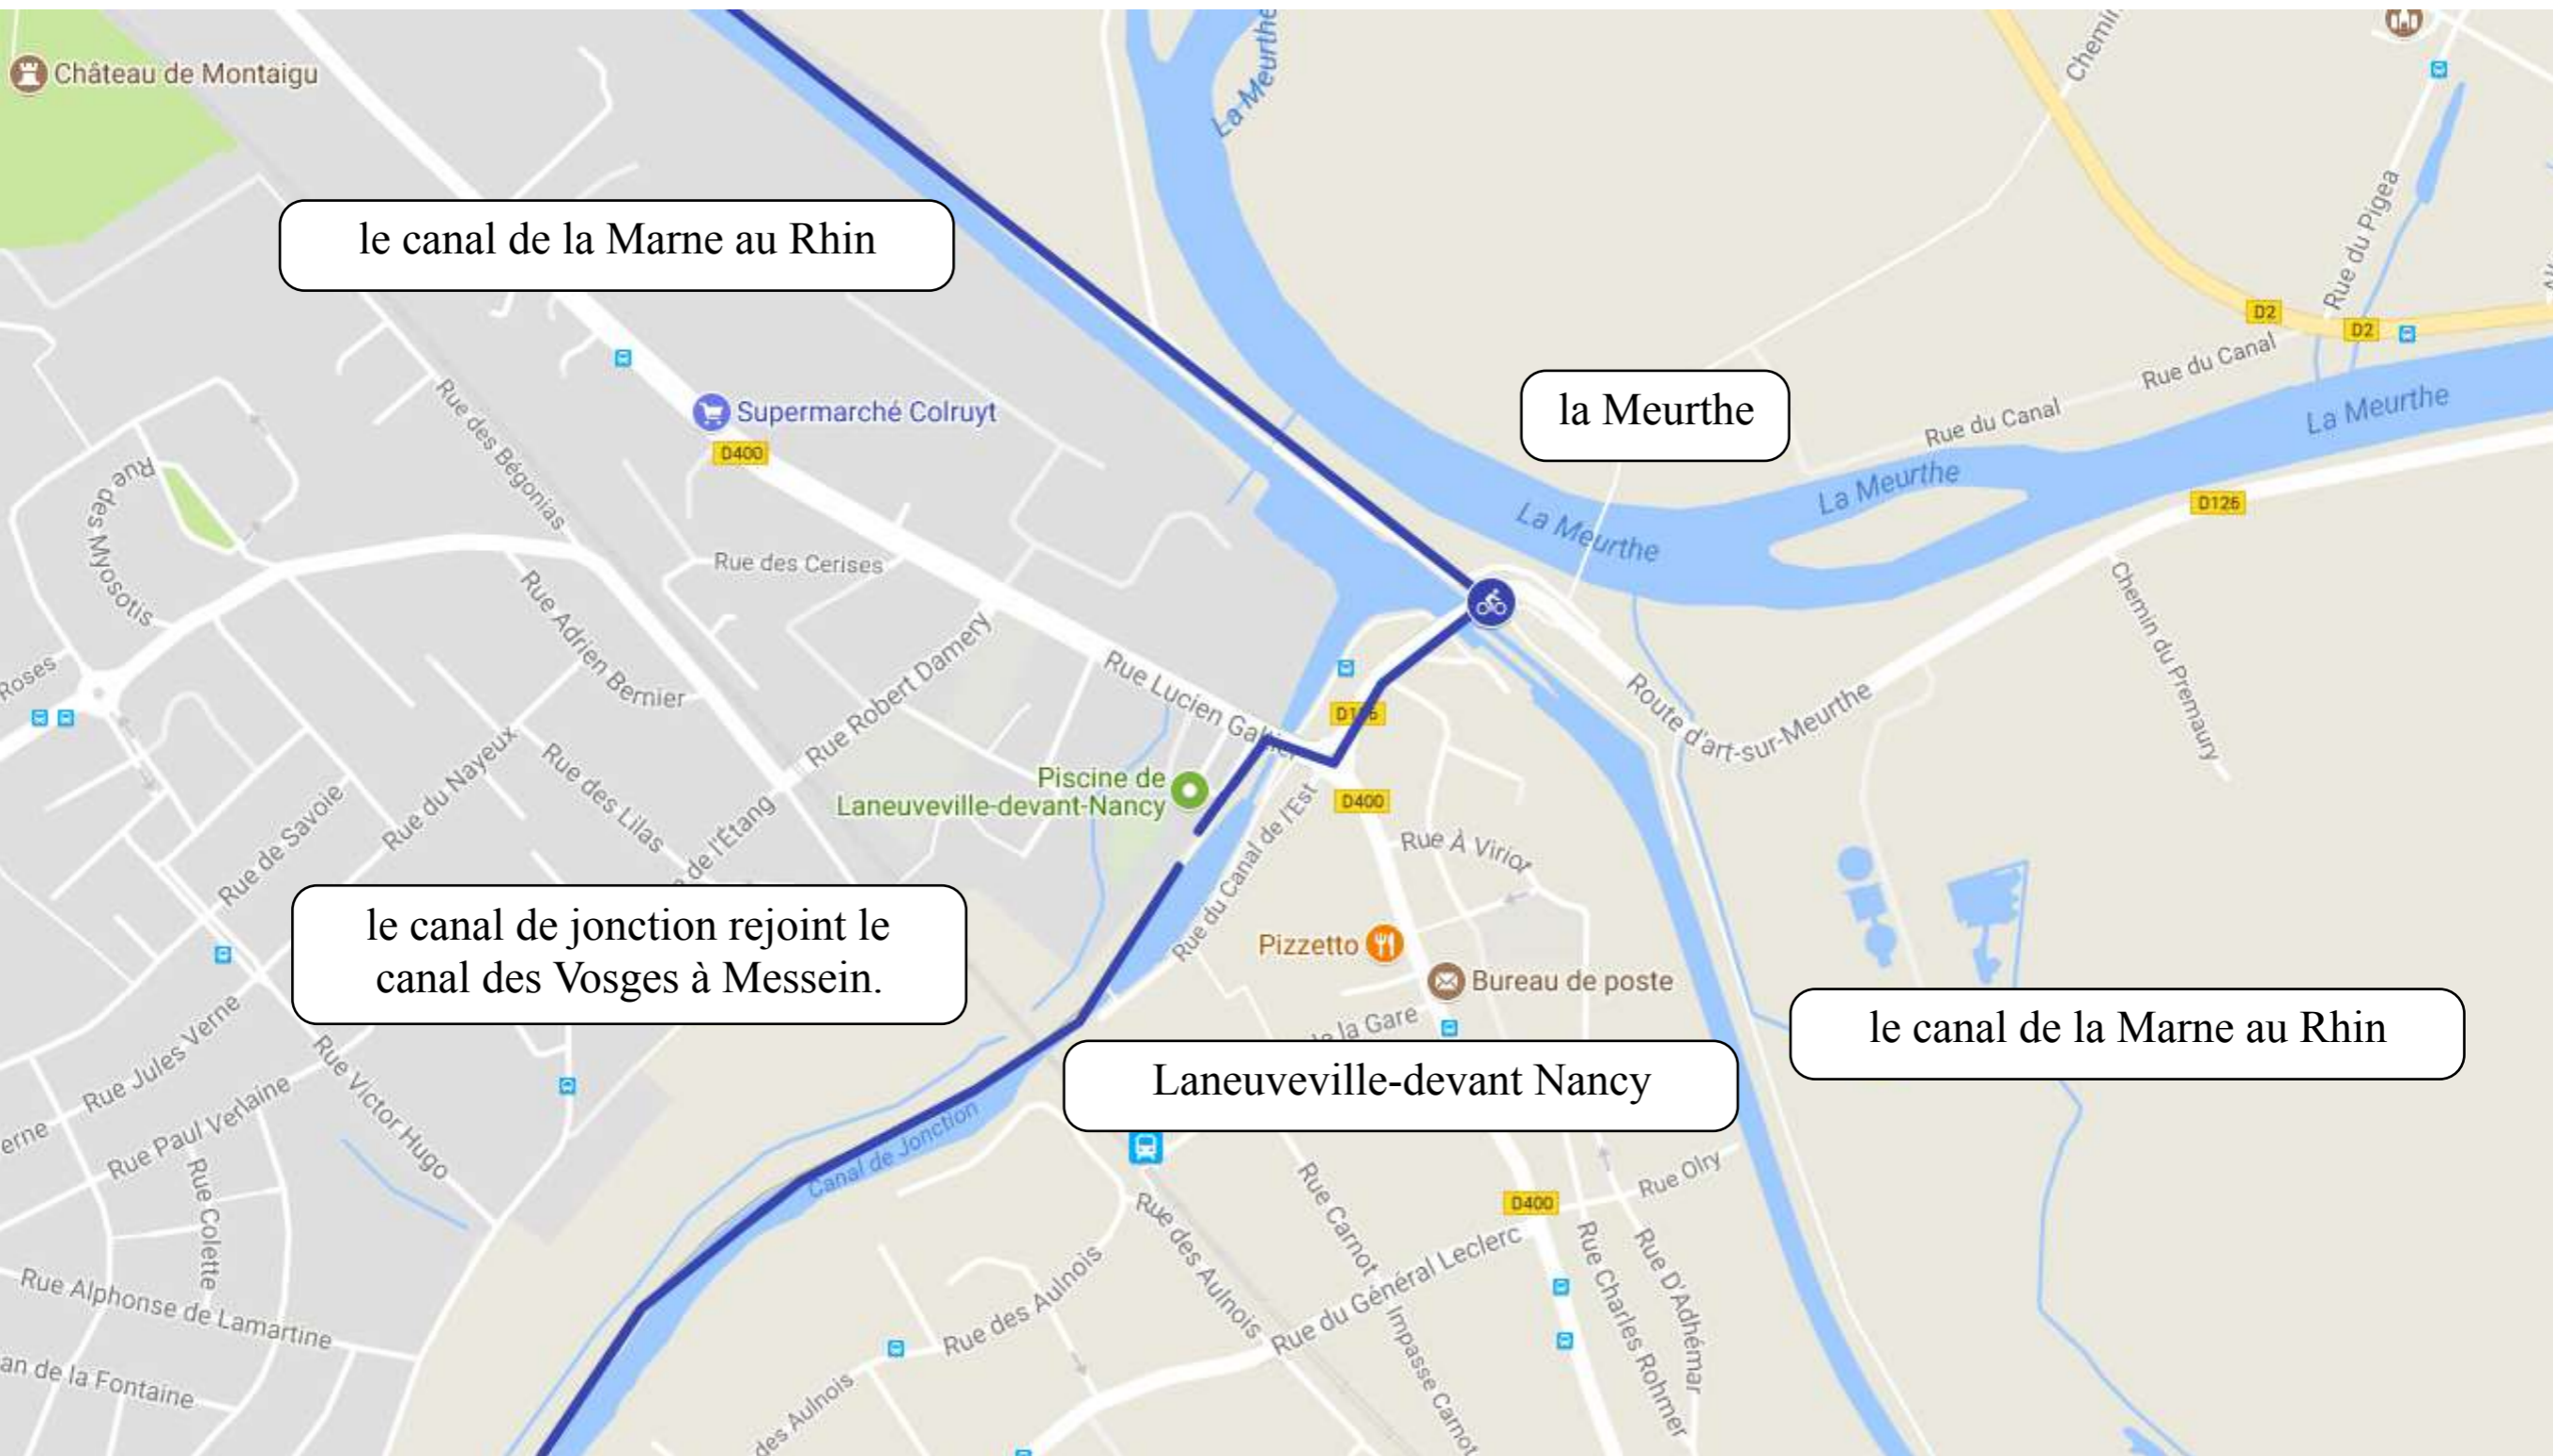 La Meurthe
Chemin
Château de Montaigu
le canal de la Marne au Rhin
Rue du Pigea
D2
D2
Rue du Canal
la Meurthe
Rue du Canal
La Meurthe
Supermarché Colruyt
D400
Rue des Bégonias
Rue des Myosotis
La Meurthe
La Meurthe
D126
Rue des Cerises
Rue Adrien Bernier
Chemin du Premaury
Roses
Rue Robert Damery
Rue Lucien Galtier
Route d'art-sur-Meurthe
Rue du Nayeux
Rue des Lilas
Rue de Savoie
de l'Étang
Piscine de
Laneuveville-devant-Nancy
D400
Rue du Canal de l'Est
Rue À Virior
le canal de jonction rejoint le
canal des Vosges à Messein.
Pizzetto
Bureau de poste
de la Gare
le canal de la Marne au Rhin
Laneuveville-devant Nancy
Rue Jules Verne
erne
Rue Paul Verlaine
Rue Victor Hugo
Rue Colette
Canal de Jonction
Rue Olry
D400
Rue Carnot
Rue des Aulnois
Rue des Aulnois
Rue du Général Leclerc
Rue Charles Rohmer
Rue D'Adhémar
Impasse Carnot
Rue Alphonse de Lamartine
an de la Fontaine
des Aulnois